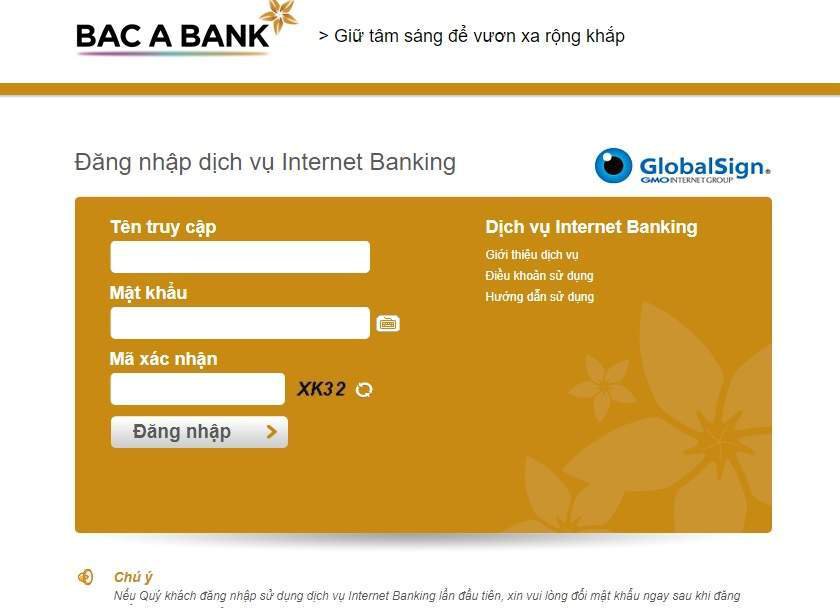 BAC A BANK
> Giữ tâm sáng để vươn xa rộng khắp
Đăng nhập dịch vụ Internet Banking
GlobalSign.
GMO INTERNET GROUP
Tên truy cập
Mật khẩu
Mã xác nhận
XK32
Đăng nhập
Dịch vụ Internet Banking
Giới thiệu dịch vụ
Điều khoản sử dụng
Hướng dẫn sử dụng
Chú ý
Nếu Quý khách đăng nhập sử dụng dịch vụ Internet Banking lần đầu tiên, xin vui lòng đổi mật khẩu ngay sau khi đăng